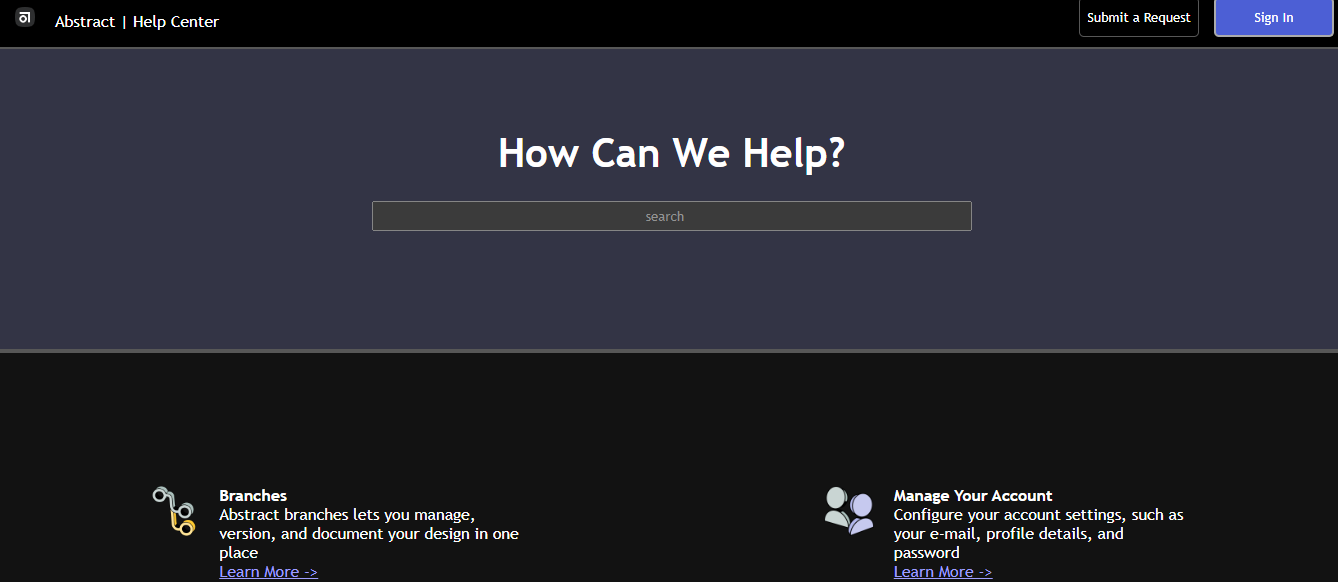 Abstract | Help Center
Submit a Request
Sign In
How Can We Help?
search
Branches
Abstract branches lets you manage,
version, and document your design in one
place
Learn More ->
Manage Your Account
Configure your account settings, such as
your e-mail, profile details, and
password
Learn More ->